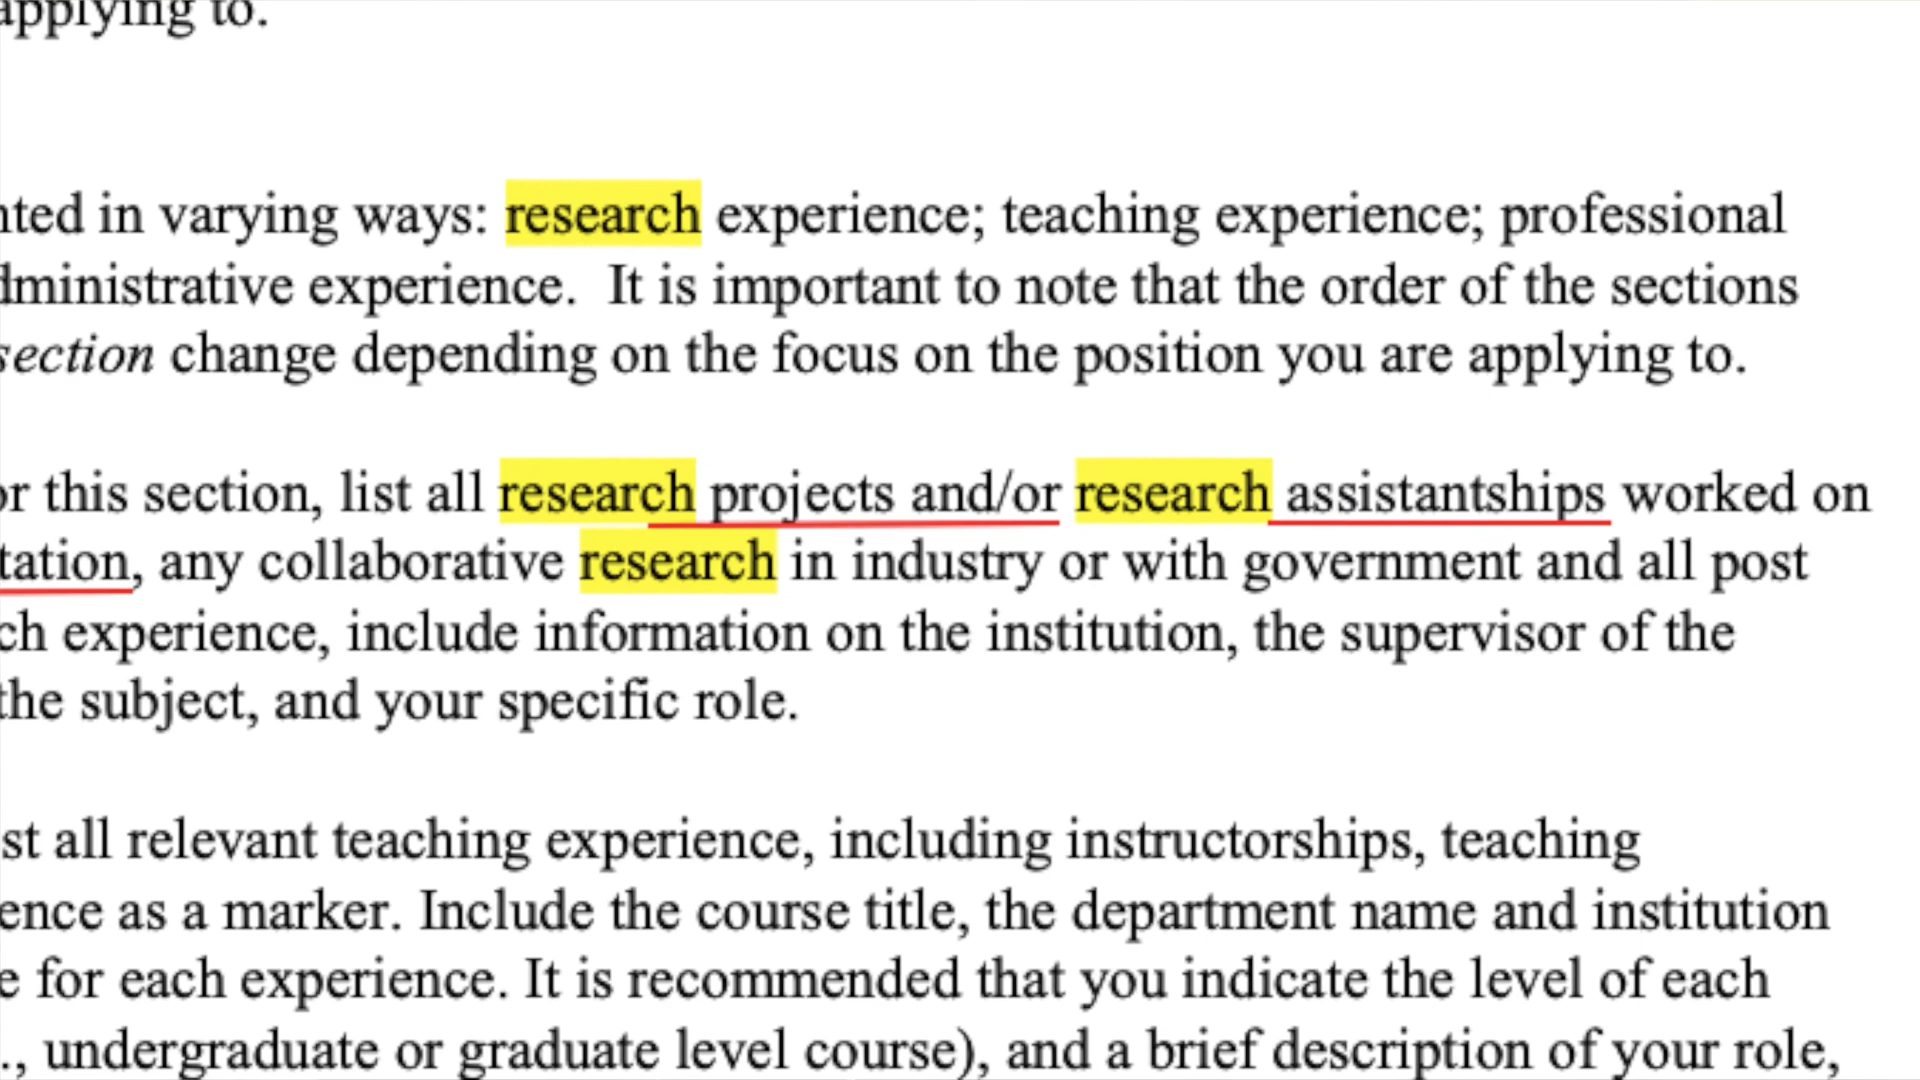 applying to.
nted in varying ways: research experience; teaching experience; professional
dministrative experience.  It is important to note that the order of the sections
section change depending on the focus on the position you are applying to.
or this section, list all research projects and/or research assistantships worked on
tation, any collaborative research in industry or with government and all post
ch experience, include information on the institution, the supervisor of the
the subject, and your specific role.
st all relevant teaching experience, including instructorships, teaching
ence as a marker. Include the course title, the department name and institution
e for each experience. It is recommended that you indicate the level of each
., undergraduate or graduate level course), and a brief description of your role,